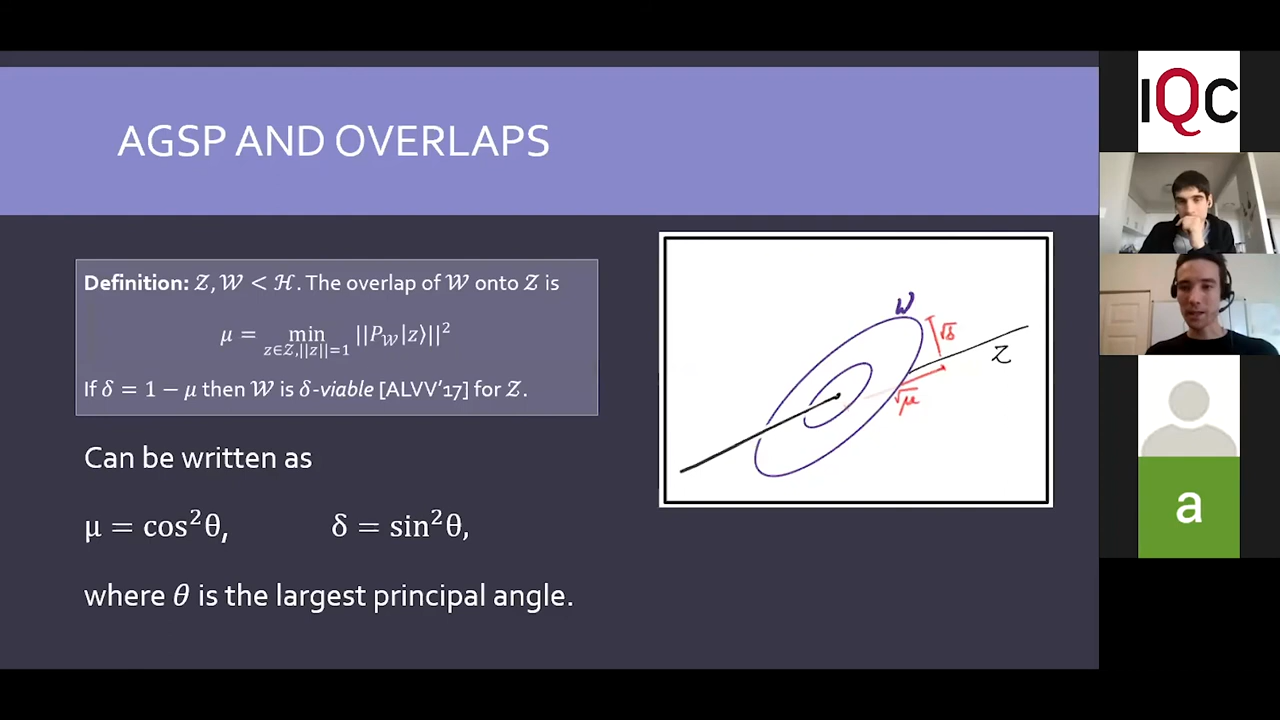 AGSP AND OVERLAPS
Definition: 𝒵, 𝒲 < ℋ. The overlap of 𝒲 onto 𝒵 is
μ = min_{z∈𝒵,||z||=1} ||P_𝒲|z⟩||²
If δ = 1 − μ then 𝒲 is δ-viable [ALVV'17] for 𝒵.
Can be written as
μ = cos²θ, δ = sin²θ,
where θ is the largest principal angle.
W
√δ
Z
√μ
IQC
a